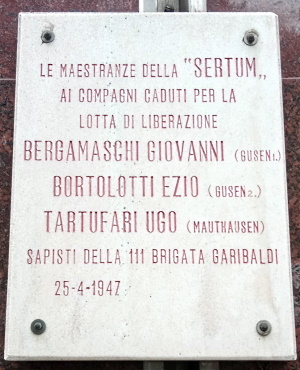 LE MAESTRANZE DELLA "SERTUM„
AI COMPAGNI CADUTI PER LA
LOTTA DI LIBERAZIONE
BERGAMASCHI GIOVANNI (GUSEN 1.)
BORTOLOTTI EZIO (GUSEN 2.)
TARTUFARI UGO (MAUTHAUSEN)
SAPISTI DELLA 111 BRIGATA GARIBALDI
25-4-1947